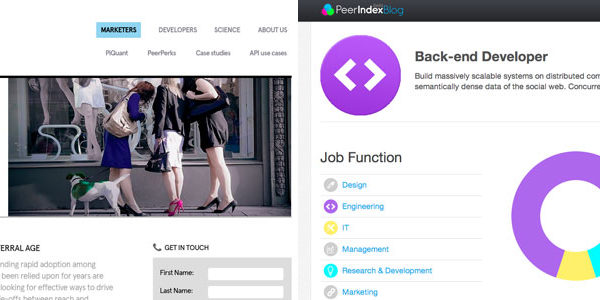 MARKETERS DEVELOPERS SCIENCE ABOUT US
PiQuant PeerPerks Case studies API use cases
ERRAL AGE
nding rapid adoption among
been relied upon for years are
looking for effective ways to drive
e-offs between reach and
GET IN TOUCH
First Name:
Last Name:
PeerIndexBlog
Back-end Developer
Build massively scalable systems on distributed com
semantically dense data of the social web. Concurre
Job Function
Design
Engineering
IT
Management
Research & Development
Marketing